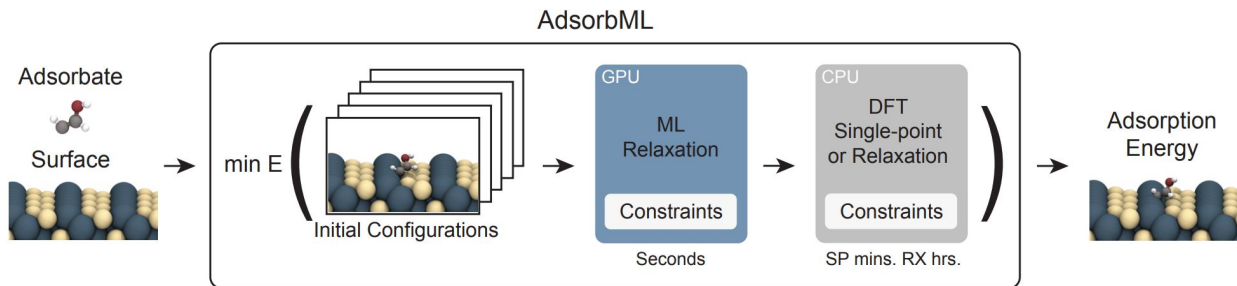 AdsorbML
Adsorbate
Surface
min E
Initial Configurations
GPU
ML
Relaxation
Constraints
Seconds
CPU
DFT
Single-point
or Relaxation
Constraints
SP mins. RX hrs.
Adsorption
Energy